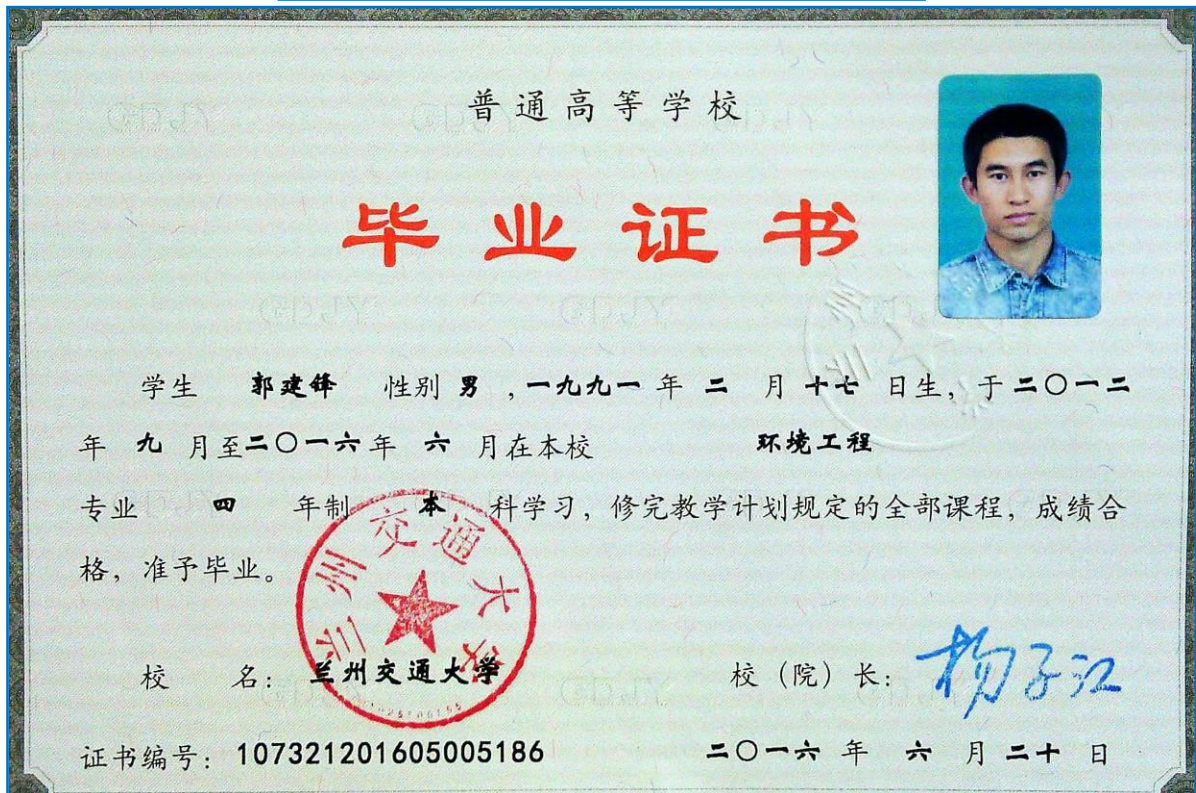 普通高等学校
毕业证书
学生 郭建锋 性别 男 ，一九九一 年 二 月 十七 日生，于 二〇一二
年 九 月至二〇一六年 六 月在本校 环境工程
专业 四 年制 本 科学习，修完教学计划规定的全部课程，成绩合
格，准予毕业。
兰州交通大学
校 名：兰州交通大学 校（院）长：杨子江
证书编号：107321201605005186 二〇一六 年 六 月 二十 日